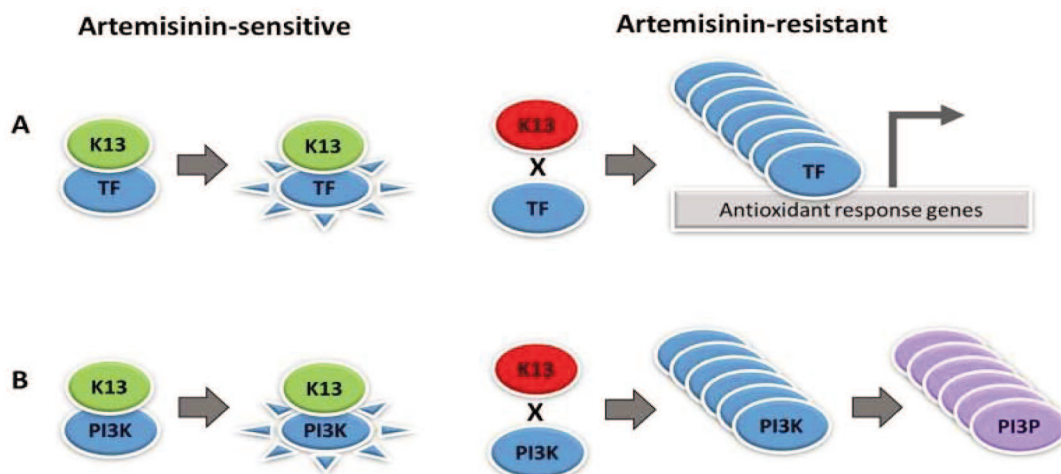 Artemisinin-sensitive
Artemisinin-resistant
A
K13
TF
K13
TF
K13
X
TF
TF
Antioxidant response genes
B
K13
PI3K
K13
PI3K
K13
X
PI3K
PI3K
PI3P